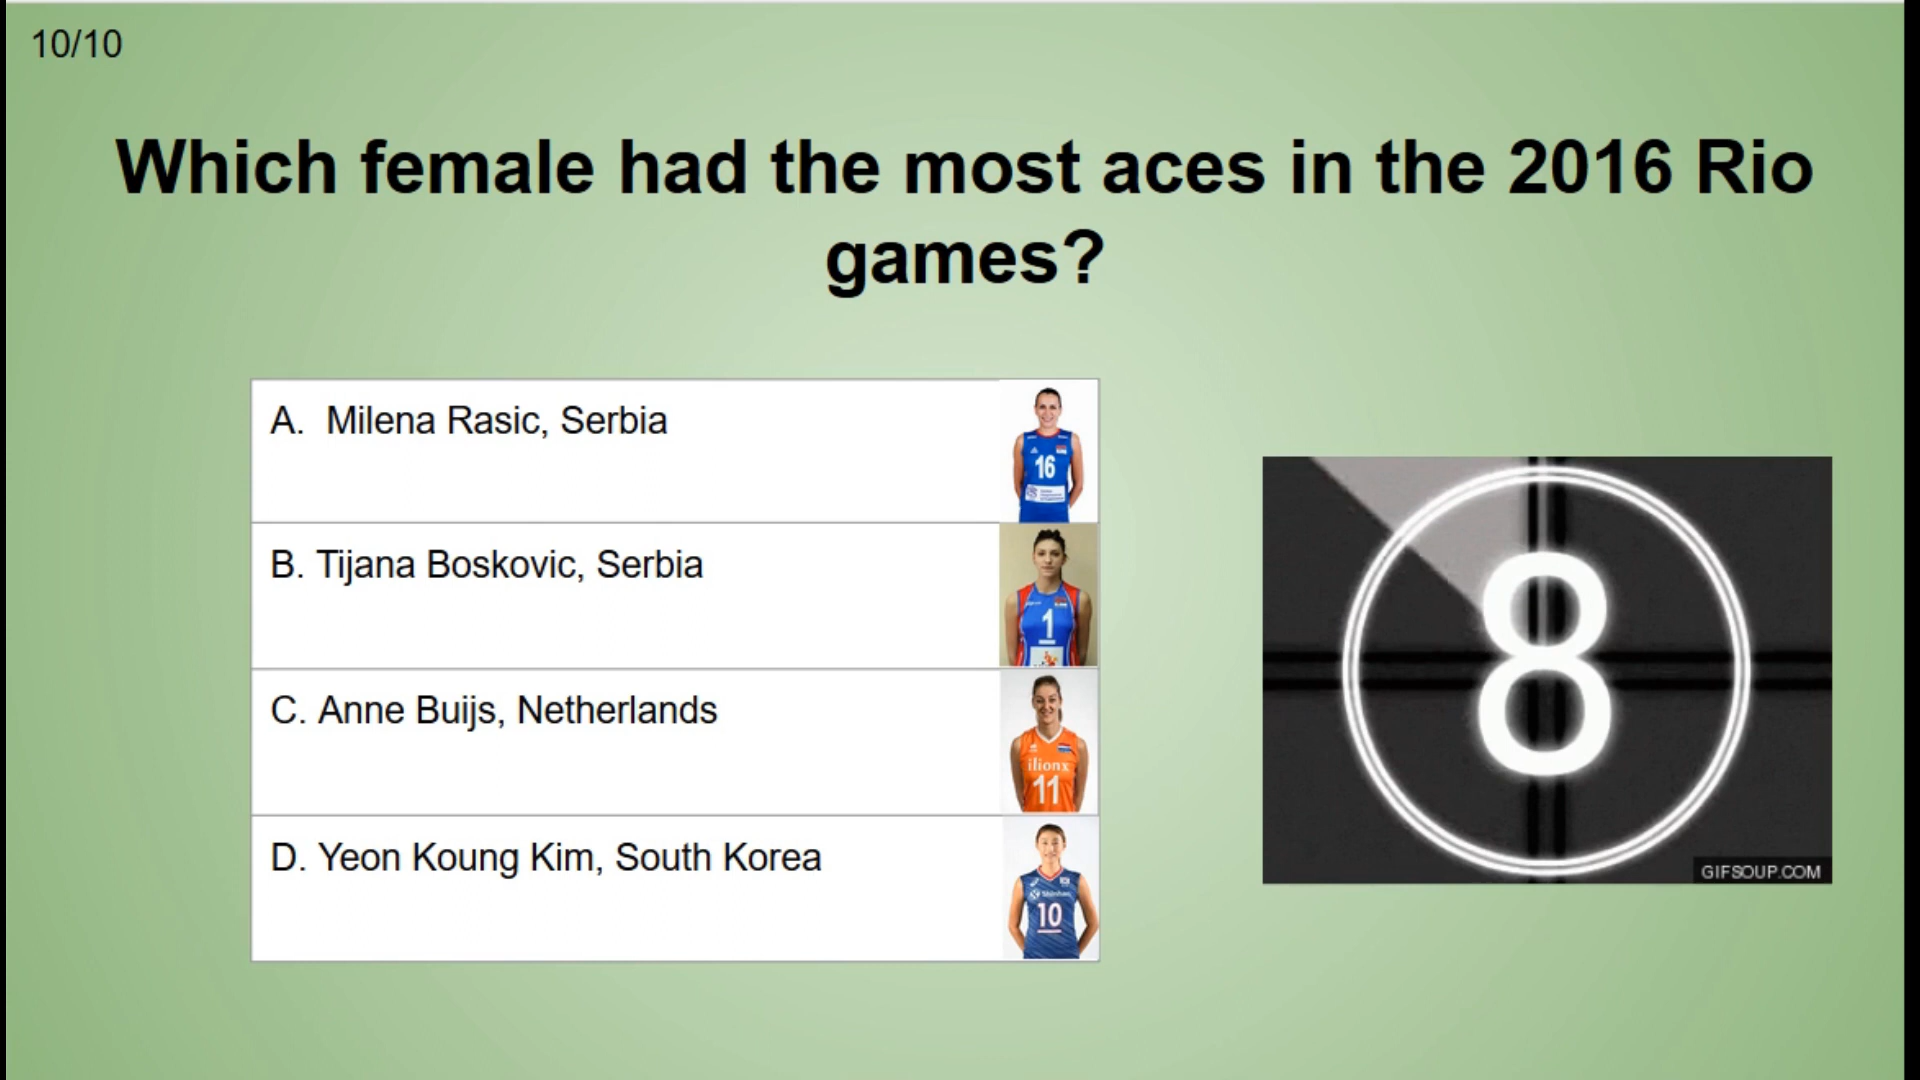 10/10
Which female had the most aces in the 2016 Rio
games?
A. Milena Rasic, Serbia
16
B. Tijana Boskovic, Serbia
1
C. Anne Buijs, Netherlands
ilionx
11
D. Yeon Koung Kim, South Korea
Shinhan
10
8
GIFSOUP.COM